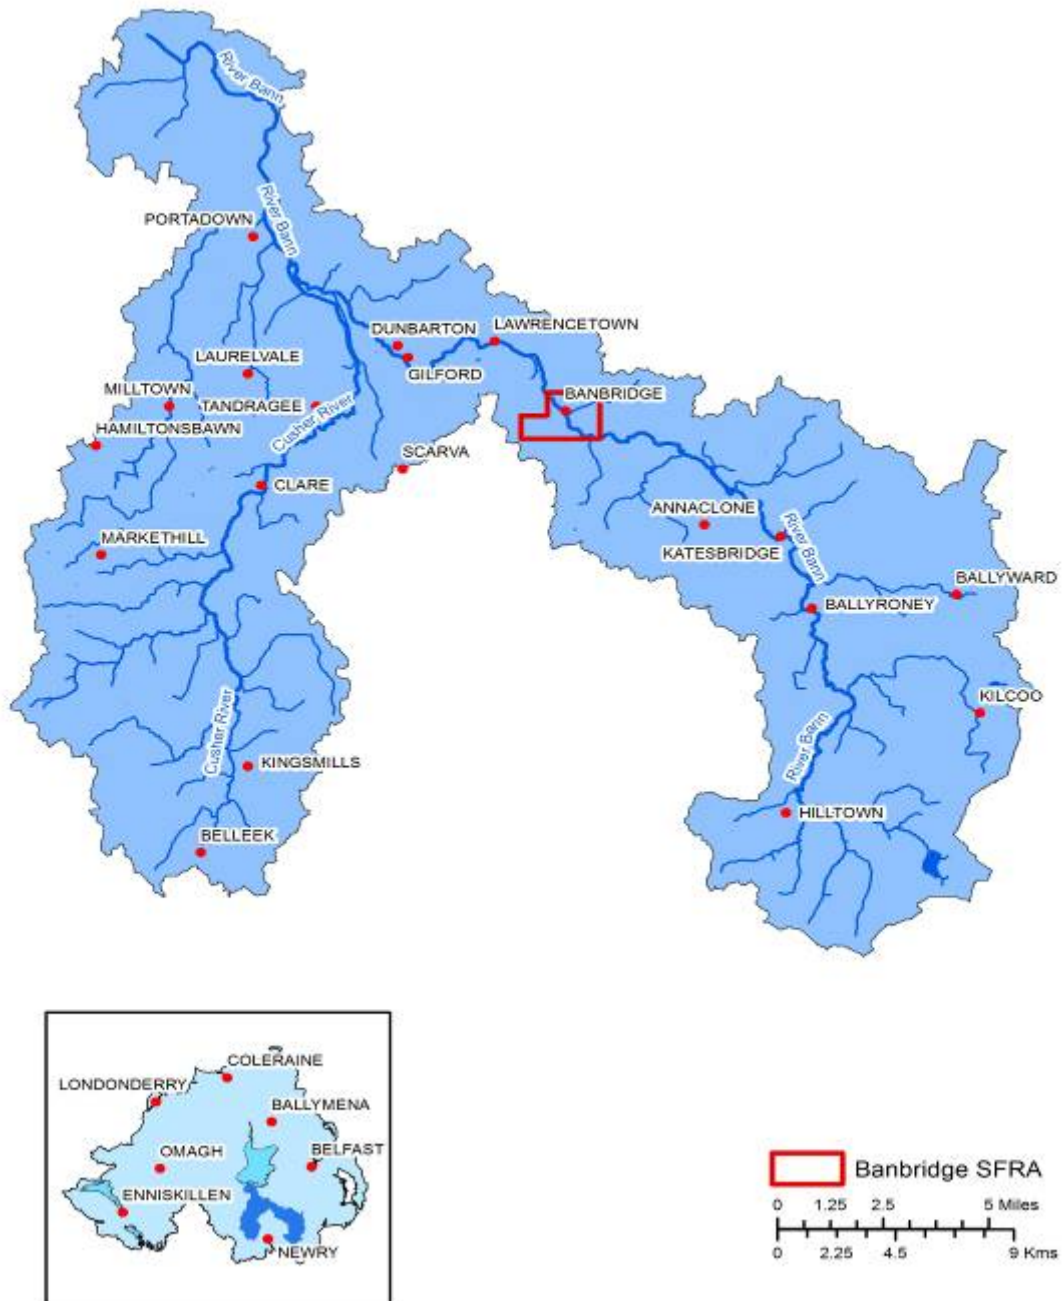 River Bann
River Bann
PORTADOWN
DUNBARTON
LAWRENCETOWN
GILFORD
LAURELVALE
MILLTOWN
TANDRAGEE
BANBRIDGE
HAMILTONSBAWN
Cusher River
SCARVA
CLARE
ANNACLONE
MARKETHILL
KATESBRIDGE
River Bann
BALLYWARD
BALLYRONEY
KILCOO
Cusher River
River Bann
KINGSMILLS
HILLTOWN
BELLEEK
COLERAINE
LONDONDERRY
BALLYMENA
OMAGH
BELFAST
ENNISKILLEN
NEWRY
Banbridge SFRA
0 1.25 2.5 5 Miles
0 2.25 4.5 9 Kms